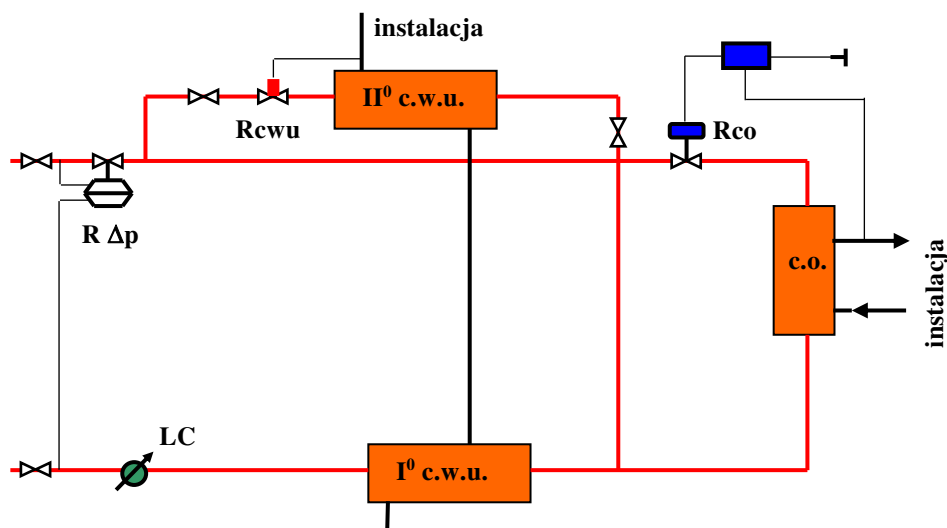 instalacja
II⁰ c.w.u.
Rcwu
Rco
R Δp
c.o.
instalacja
LC
I⁰ c.w.u.